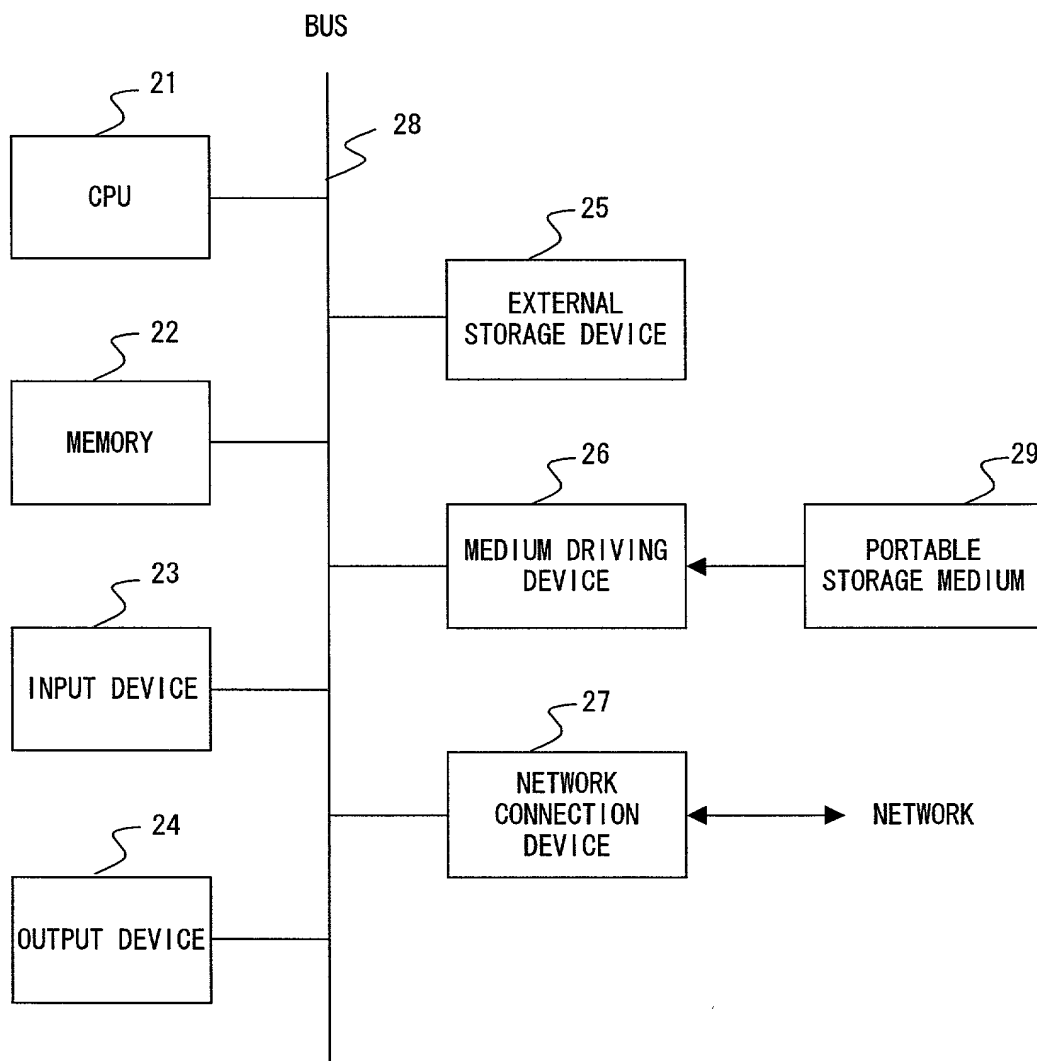 BUS
21
CPU
28
25
EXTERNAL
STORAGE DEVICE
22
MEMORY
26
MEDIUM DRIVING
DEVICE
29
PORTABLE
STORAGE MEDIUM
23
INPUT DEVICE
27
NETWORK
CONNECTION
DEVICE
NETWORK
24
OUTPUT DEVICE